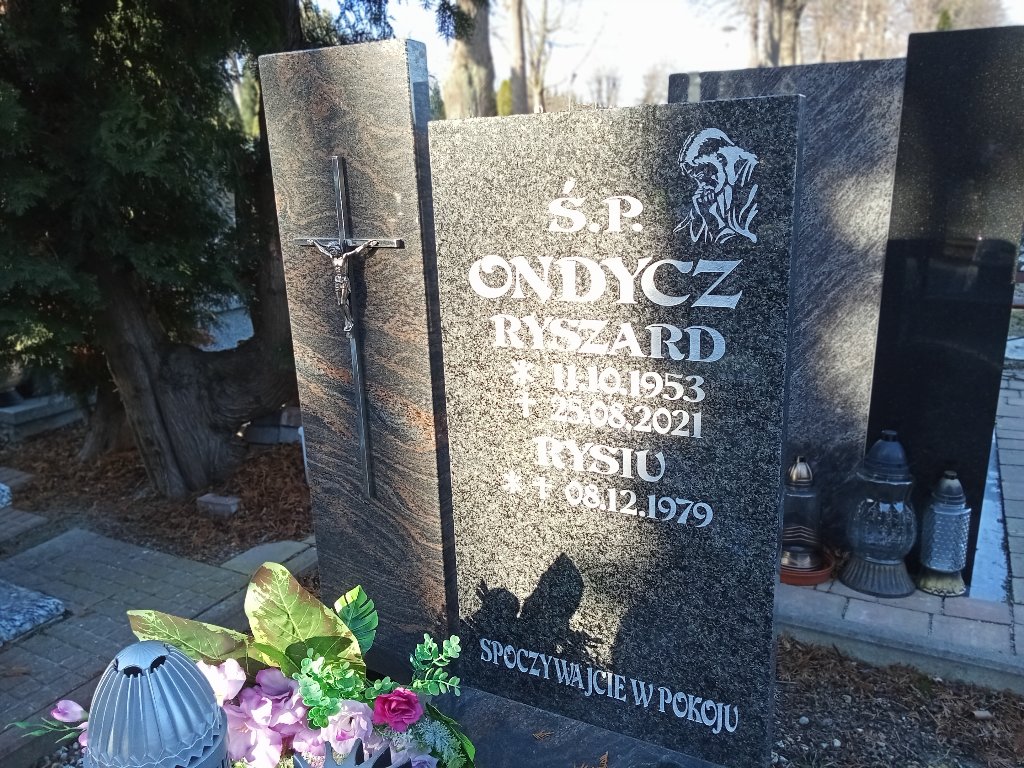 Ś.P.
ONDYCZ
RYSZARD
* 11.10.1953
† 25.08.2021
RYSIU
* † 08.12.1979
SPOCZYWAJCIE W POKOJU